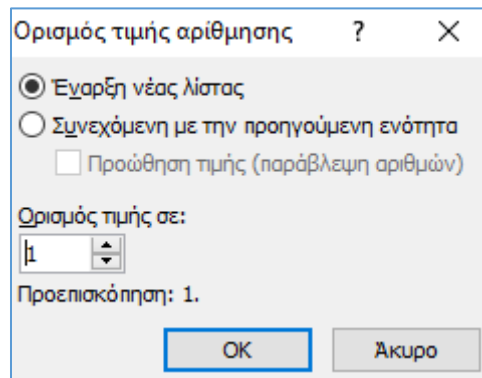 Ορισμός τιμής αρίθμησης ? ×
Έναρξη νέας λίστας
Συνεχόμενη με την προηγούμενη ενότητα
Προώθηση τιμής (παράβλεψη αριθμών)
Ορισμός τιμής σε:
1
Προεπισκόπηση: 1.
OK Άκυρο